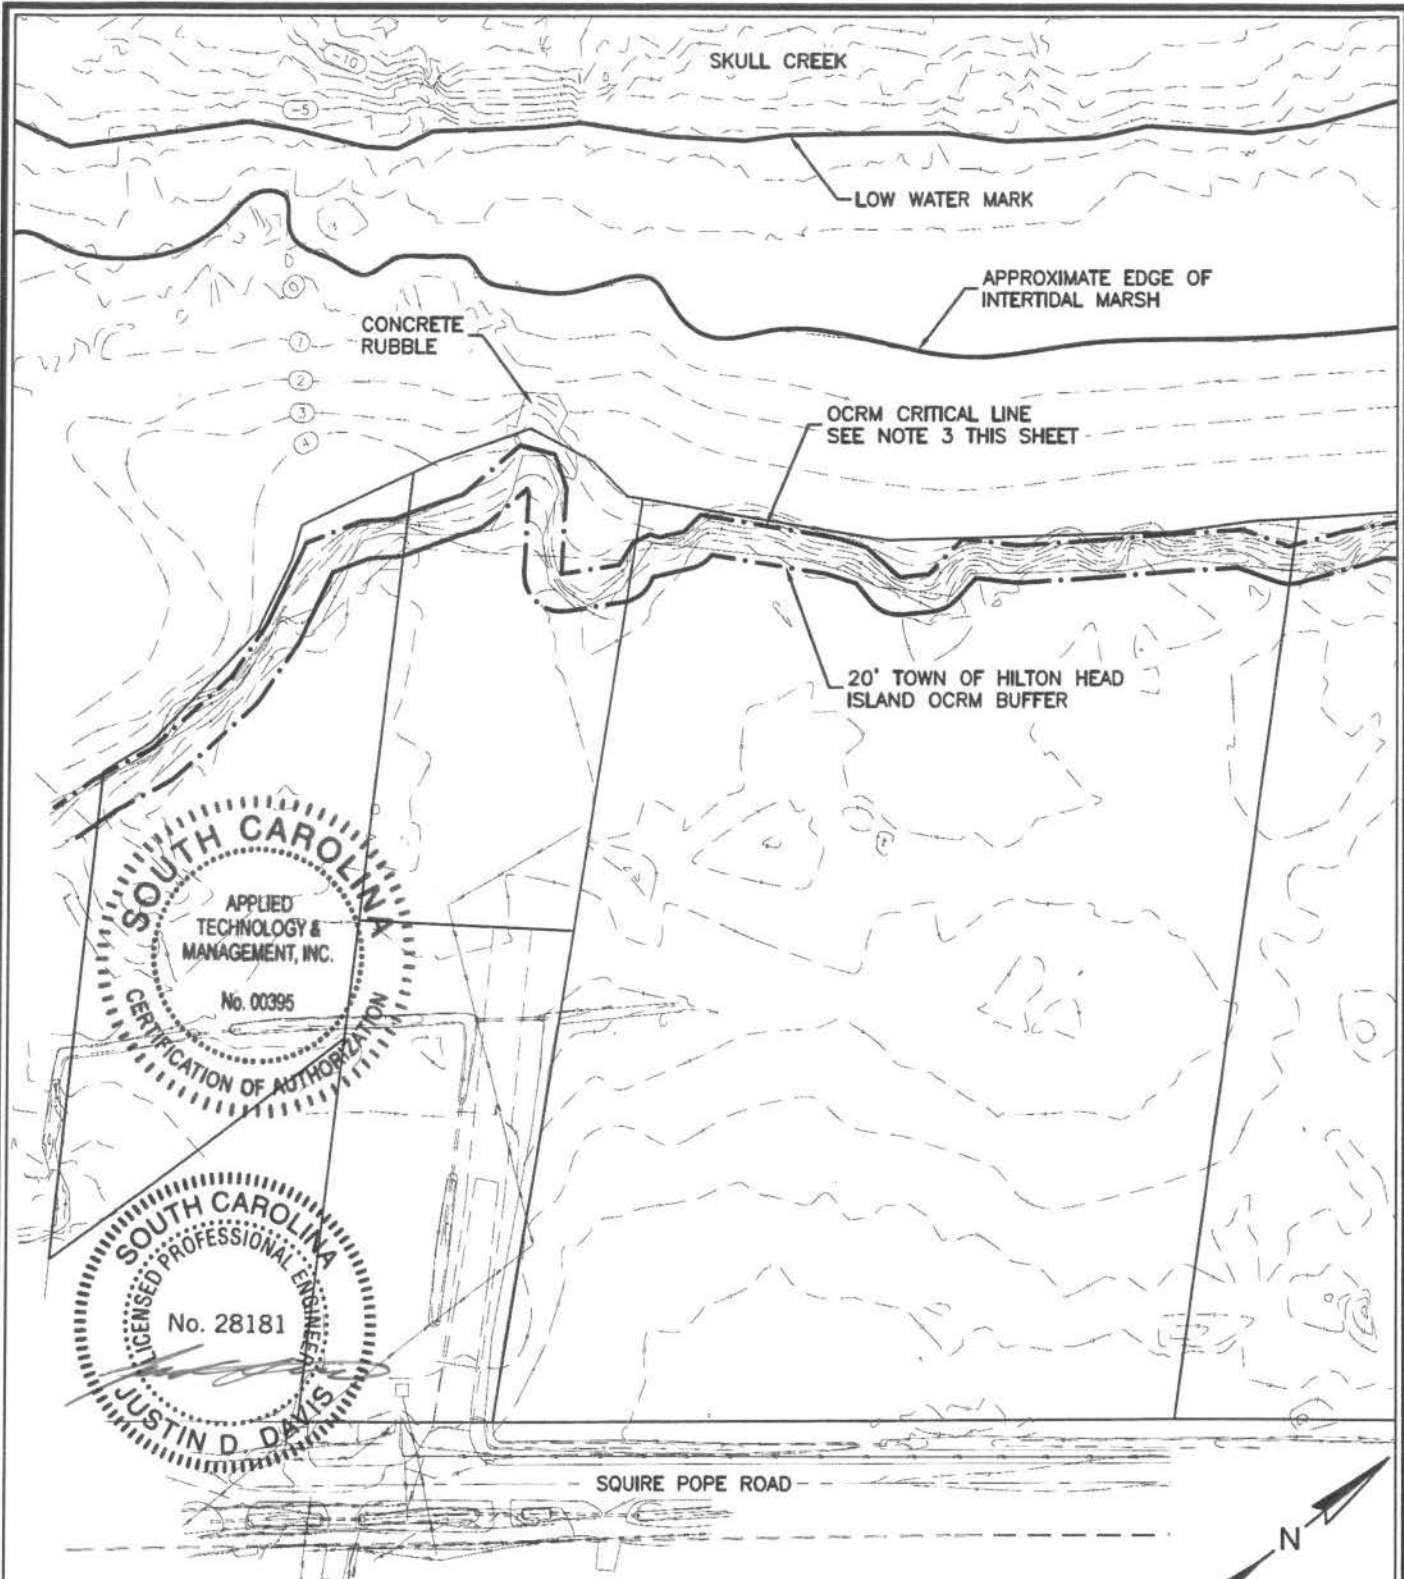 SKULL CREEK
-10
-5
LOW WATER MARK
APPROXIMATE EDGE OF
INTERTIDAL MARSH
0
CONCRETE
RUBBLE
1
2
3
4
OCRM CRITICAL LINE
SEE NOTE 3 THIS SHEET
20' TOWN OF HILTON HEAD
ISLAND OCRM BUFFER
SOUTH CAROLINA
APPLIED
TECHNOLOGY &
MANAGEMENT, INC.
No. 00395
CERTIFICATION OF AUTHORIZATION
SOUTH CAROLINA
LICENSED PROFESSIONAL ENGINEER
No. 28181
JUSTIN D. DAVIS
SQUIRE POPE ROAD
N